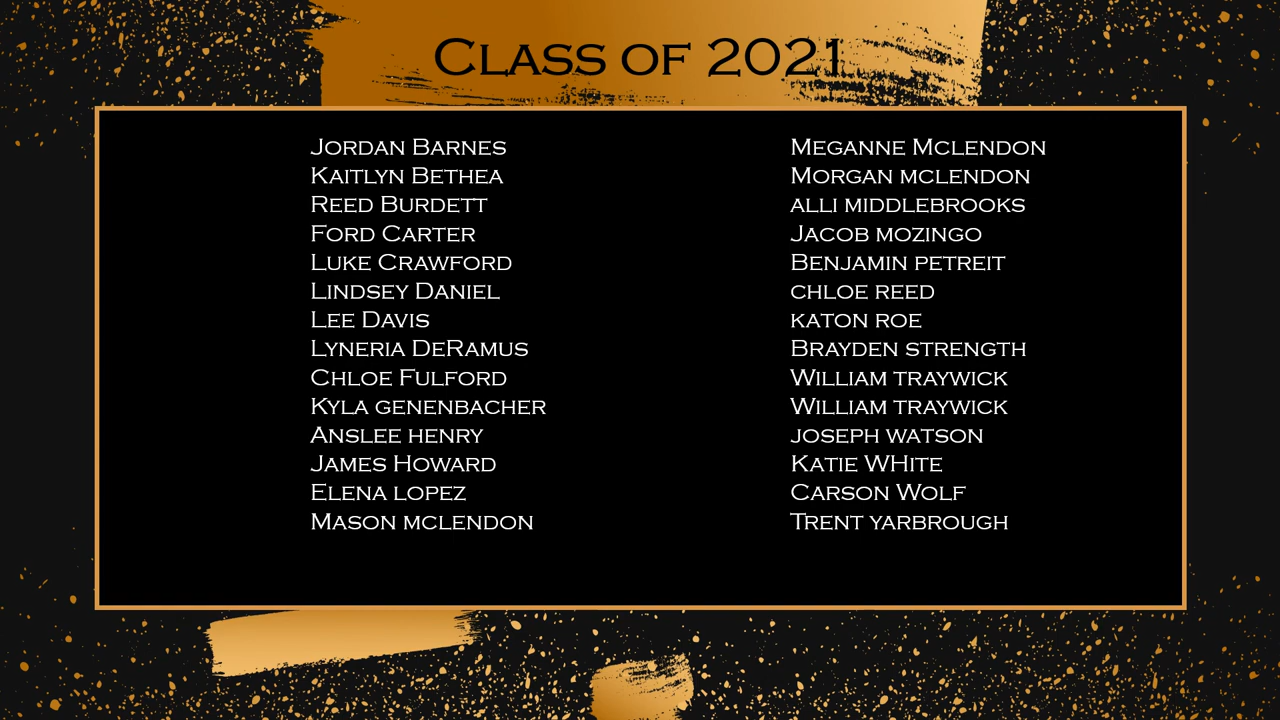 Class of 2021
Jordan Barnes
Kaitlyn Bethea
Reed Burdett
Ford Carter
Luke Crawford
Lindsey Daniel
Lee Davis
Lyneria DeRamus
Chloe Fulford
Kyla genenbacher
Anslee henry
James Howard
Elena lopez
Mason mclendon
Meganne Mclendon
Morgan mclendon
alli middlebrooks
Jacob mozingo
Benjamin petreit
chloe reed
katon roe
Brayden strength
William traywick
William traywick
joseph watson
Katie WHite
Carson Wolf
Trent yarbrough